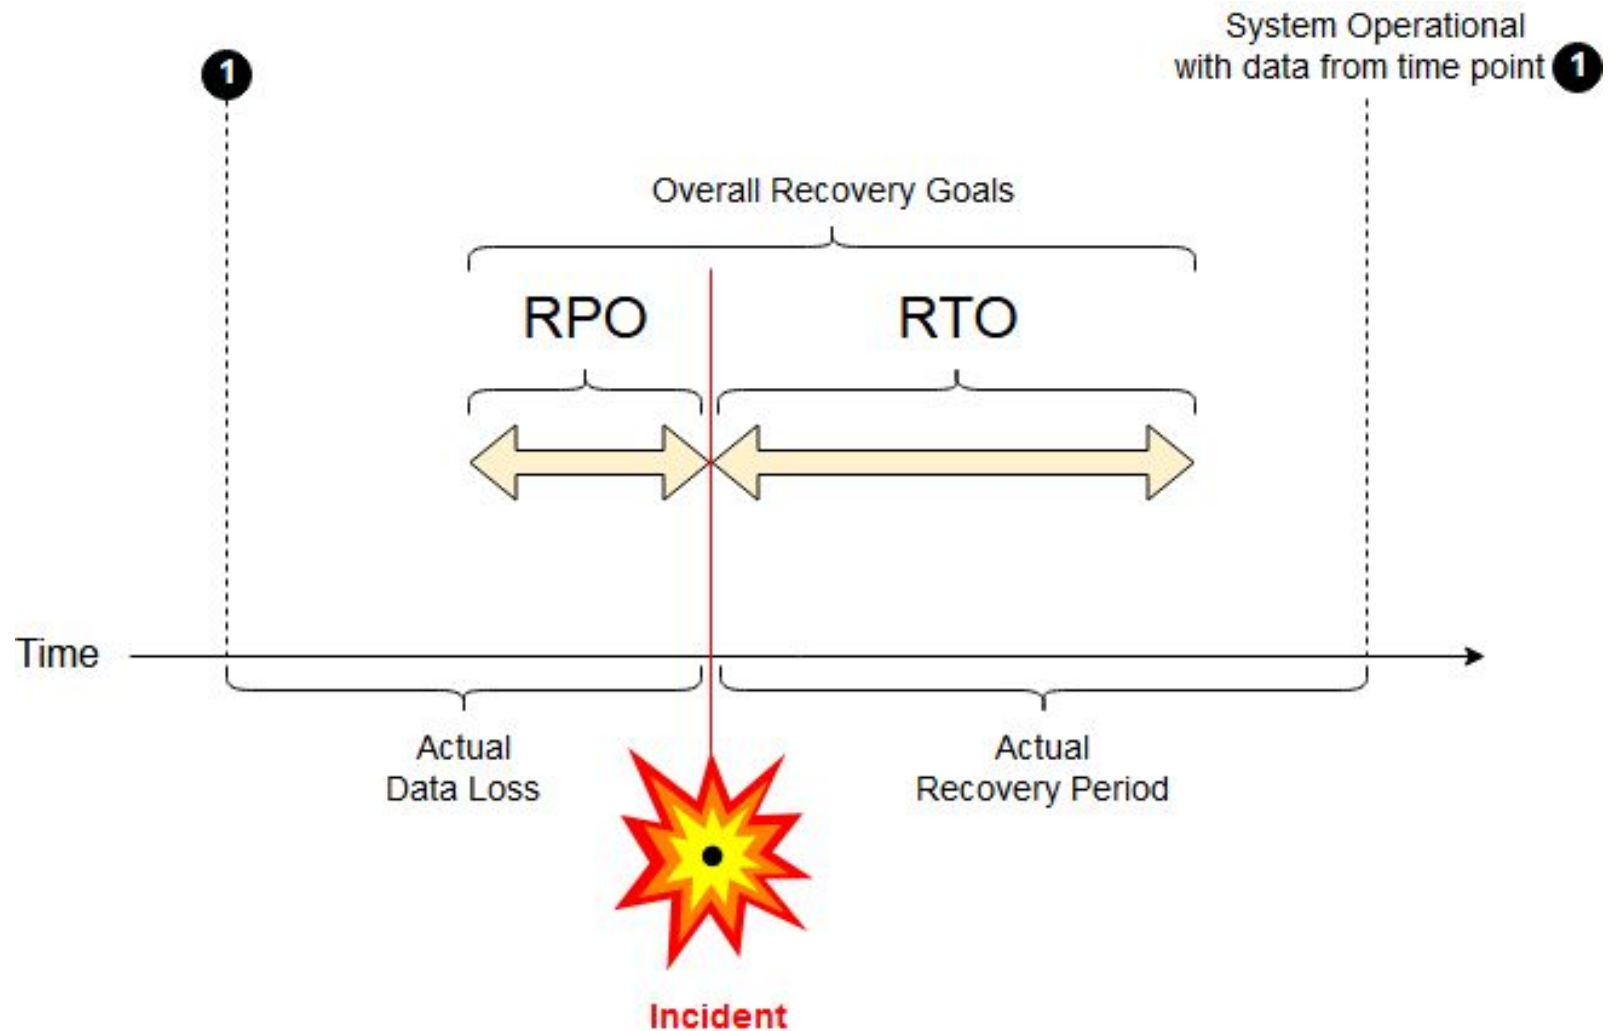 System Operational
with data from time point 1
1
Overall Recovery Goals
RPO
RTO
Time
Actual
Data Loss
Actual
Recovery Period
Incident